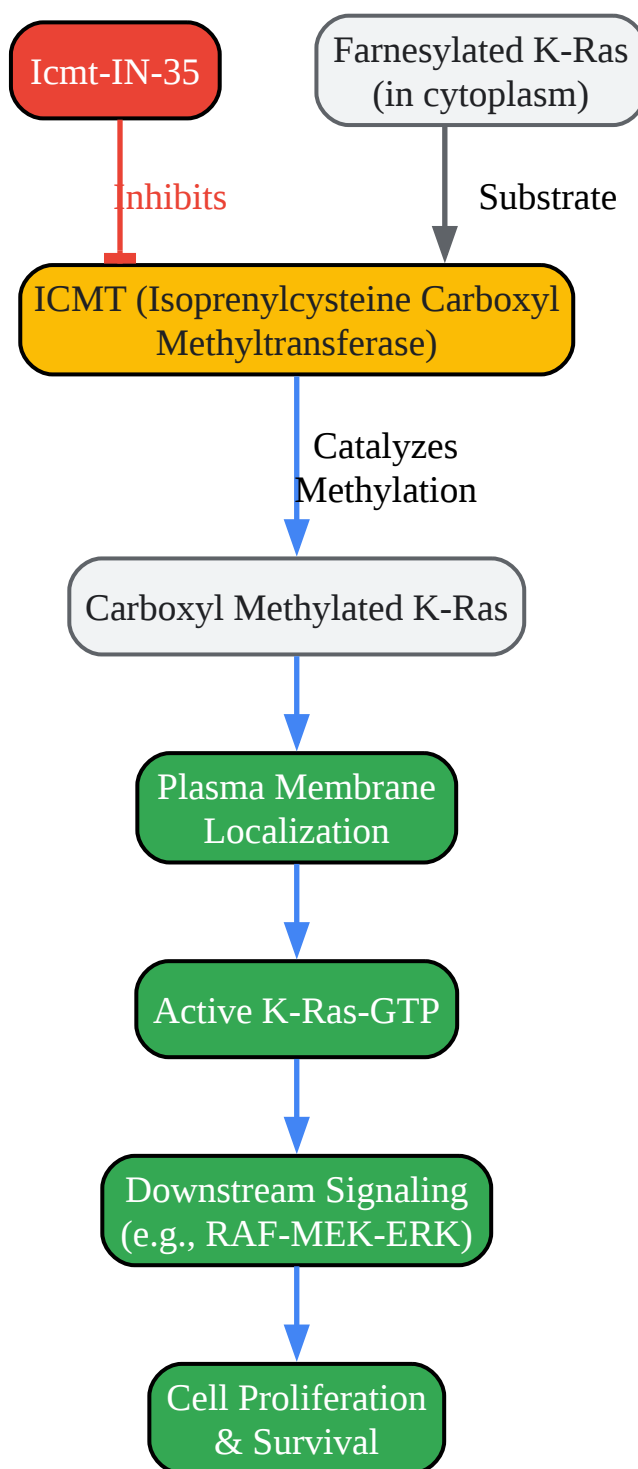 Icmt-IN-35
Farnesylated K-Ras
(in cytoplasm)
Inhibits
Substrate
ICMT (Isoprenylcysteine Carboxyl
Methyltransferase)
Catalyzes
Methylation
Carboxyl Methylated K-Ras
Plasma Membrane
Localization
Active K-Ras-GTP
Downstream Signaling
(e.g., RAF-MEK-ERK)
Cell Proliferation
& Survival